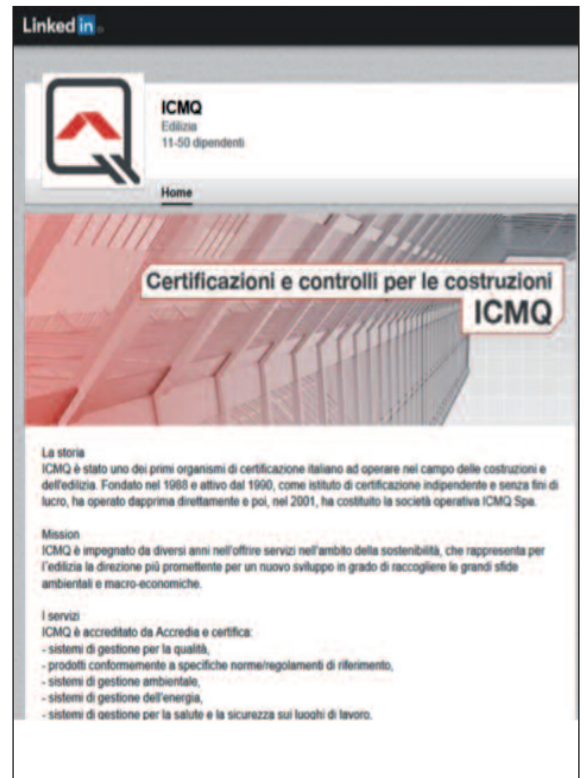 Linked in
ICMQ
Edilizia
11-50 dipendenti
Home
Certificazioni e controlli per le costruzioni
ICMQ
La storia
ICMQ è stato uno dei primi organismi di certificazione italiano ad operare nel campo delle costruzioni e
dell'edilizia. Fondato nel 1988 e attivo dal 1990, come istituto di certificazione indipendente e senza fini di
lucro, ha operato dapprima direttamente e poi, nel 2001, ha costituito la società operativa ICMQ Spa.
Mission
ICMQ è impegnato da diversi anni nell'offrire servizi nell'ambito della sostenibilità, che rappresenta per
l'edilizia la direzione più promettente per un nuovo sviluppo in grado di raccogliere le grandi sfide
ambientali e macro-economiche.
I servizi
ICMQ è accreditato da Accredia e certifica:
- sistemi di gestione per la qualità,
- prodotti conformemente a specifiche norme/regolamenti di riferimento,
- sistemi di gestione ambientale,
- sistemi di gestione dell'energia,
- sistemi di gestione per la salute e la sicurezza sui luoghi di lavoro.